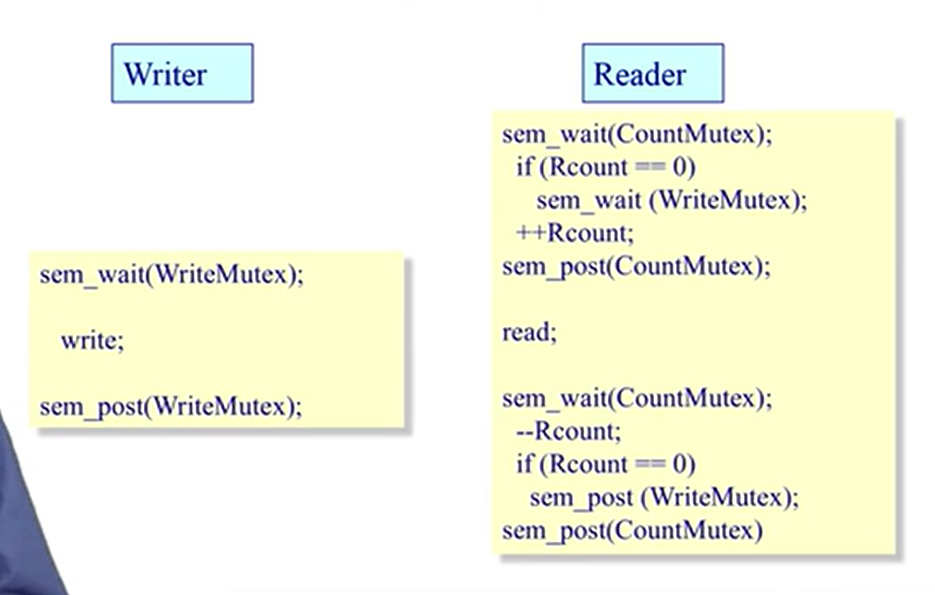 Writer
sem_wait(WriteMutex);
write;
sem_post(WriteMutex);
Reader
sem_wait(CountMutex);
if (Rcount == 0)
sem_wait (WriteMutex);
++Rcount;
sem_post(CountMutex);
read;
sem_wait(CountMutex);
--Rcount;
if (Rcount == 0)
sem_post (WriteMutex);
sem_post(CountMutex)